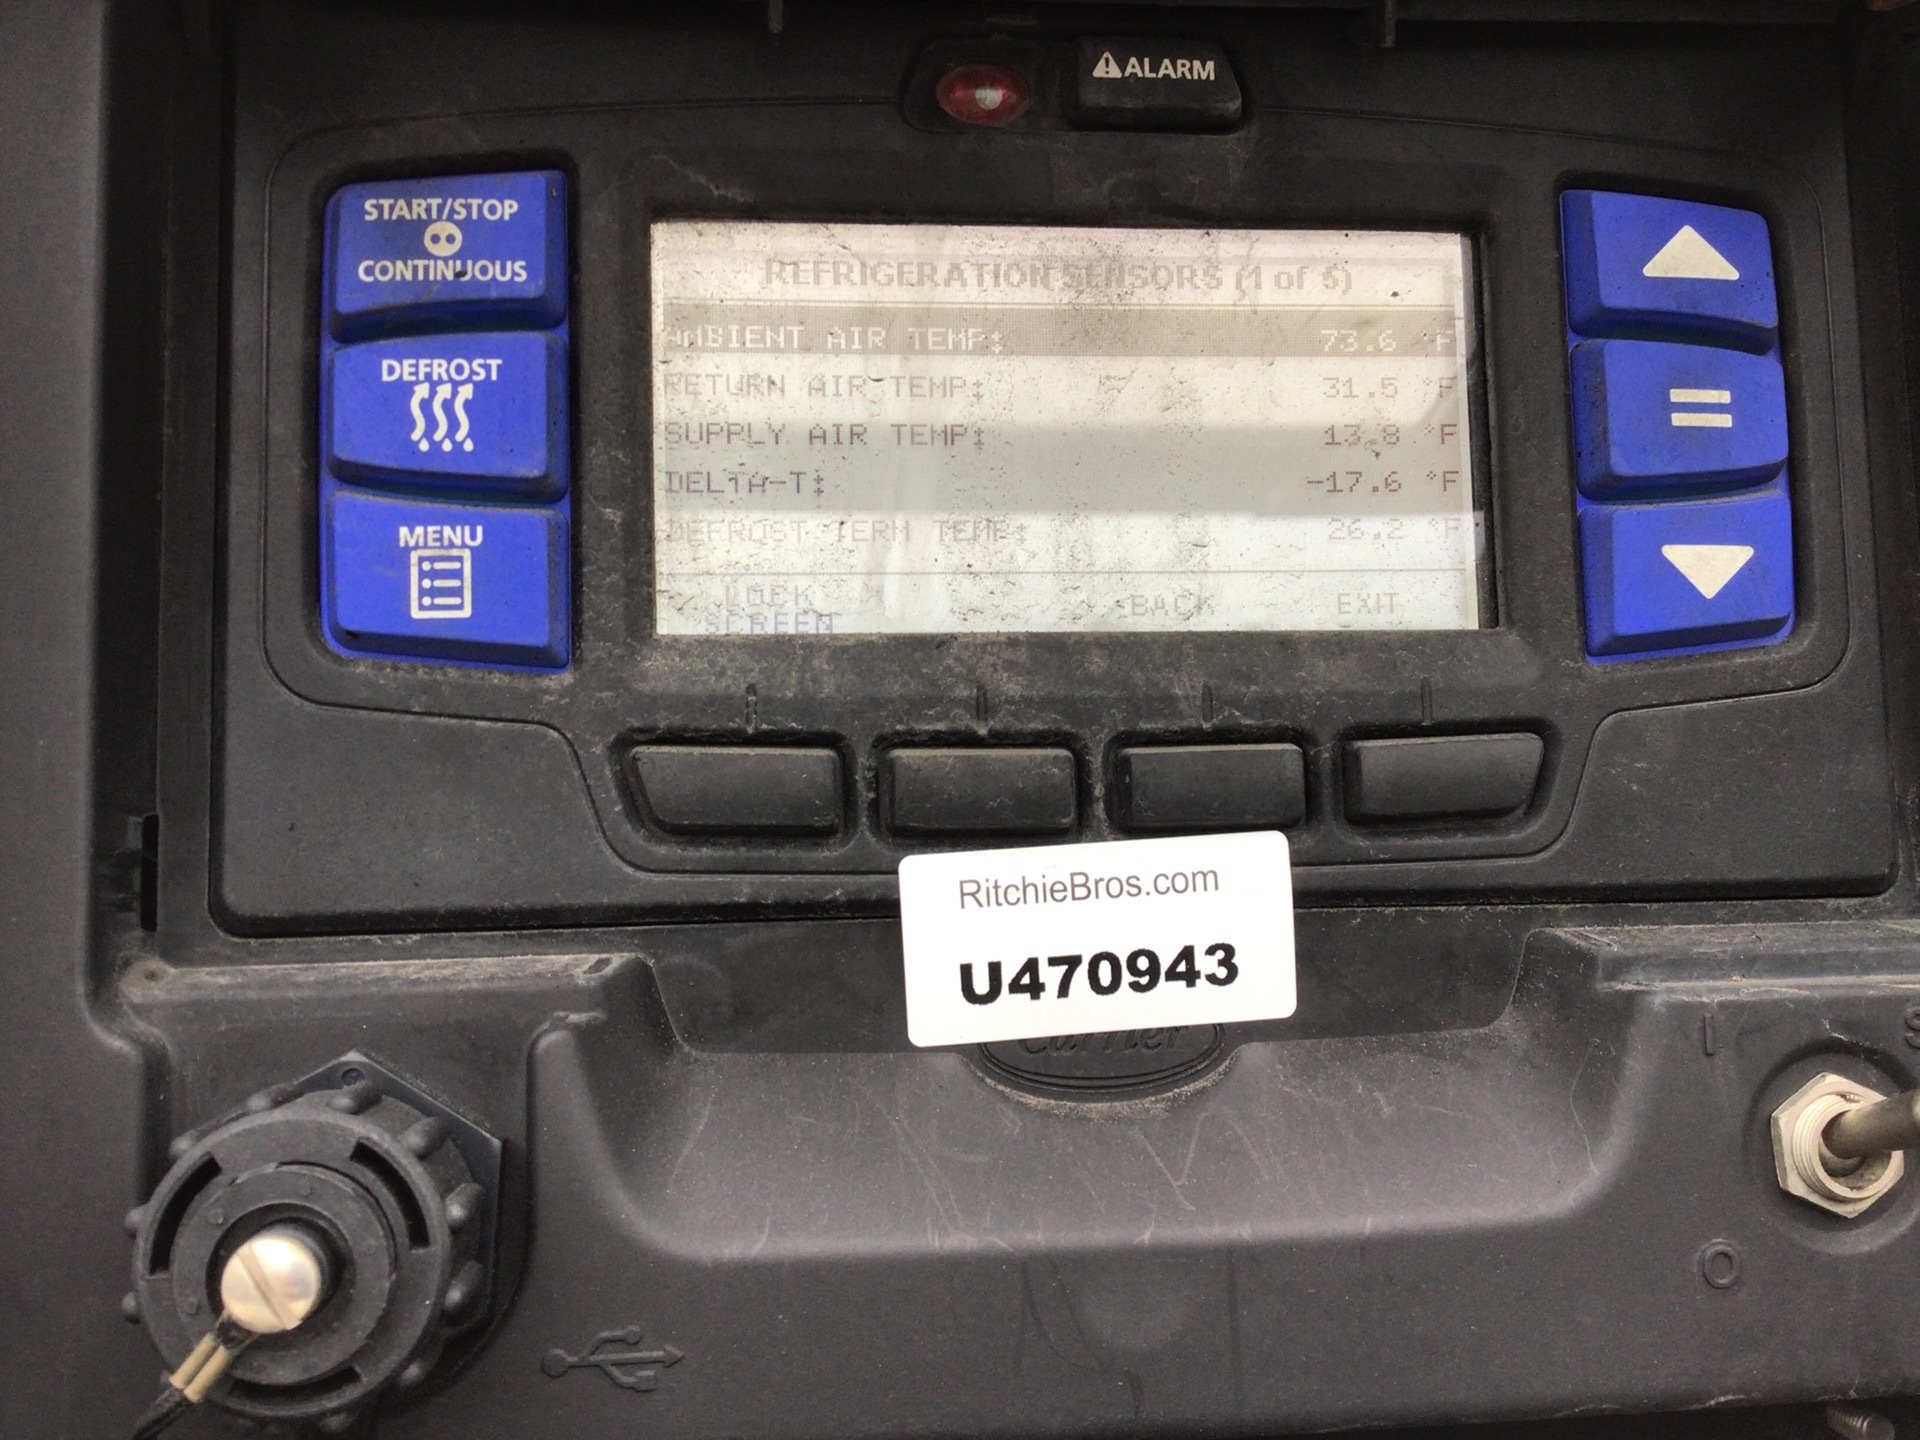 ALARM
START/STOP
CONTINUOUS
DEFROST
MENU
REFRIGERATION SENSORS (1 of 5)
AMBIENT AIR TEMP: 73.6 °F
RETURN AIR TEMP: 31.5 °F
SUPPLY AIR TEMP: 13.8 °F
DELTA-T: -17.6 °F
DEFROST TERM TEMP: 26.2 °F
LOCK
SCREEN
BACK
EXIT
RitchieBros.com
U470943
Carrier
I
S
O